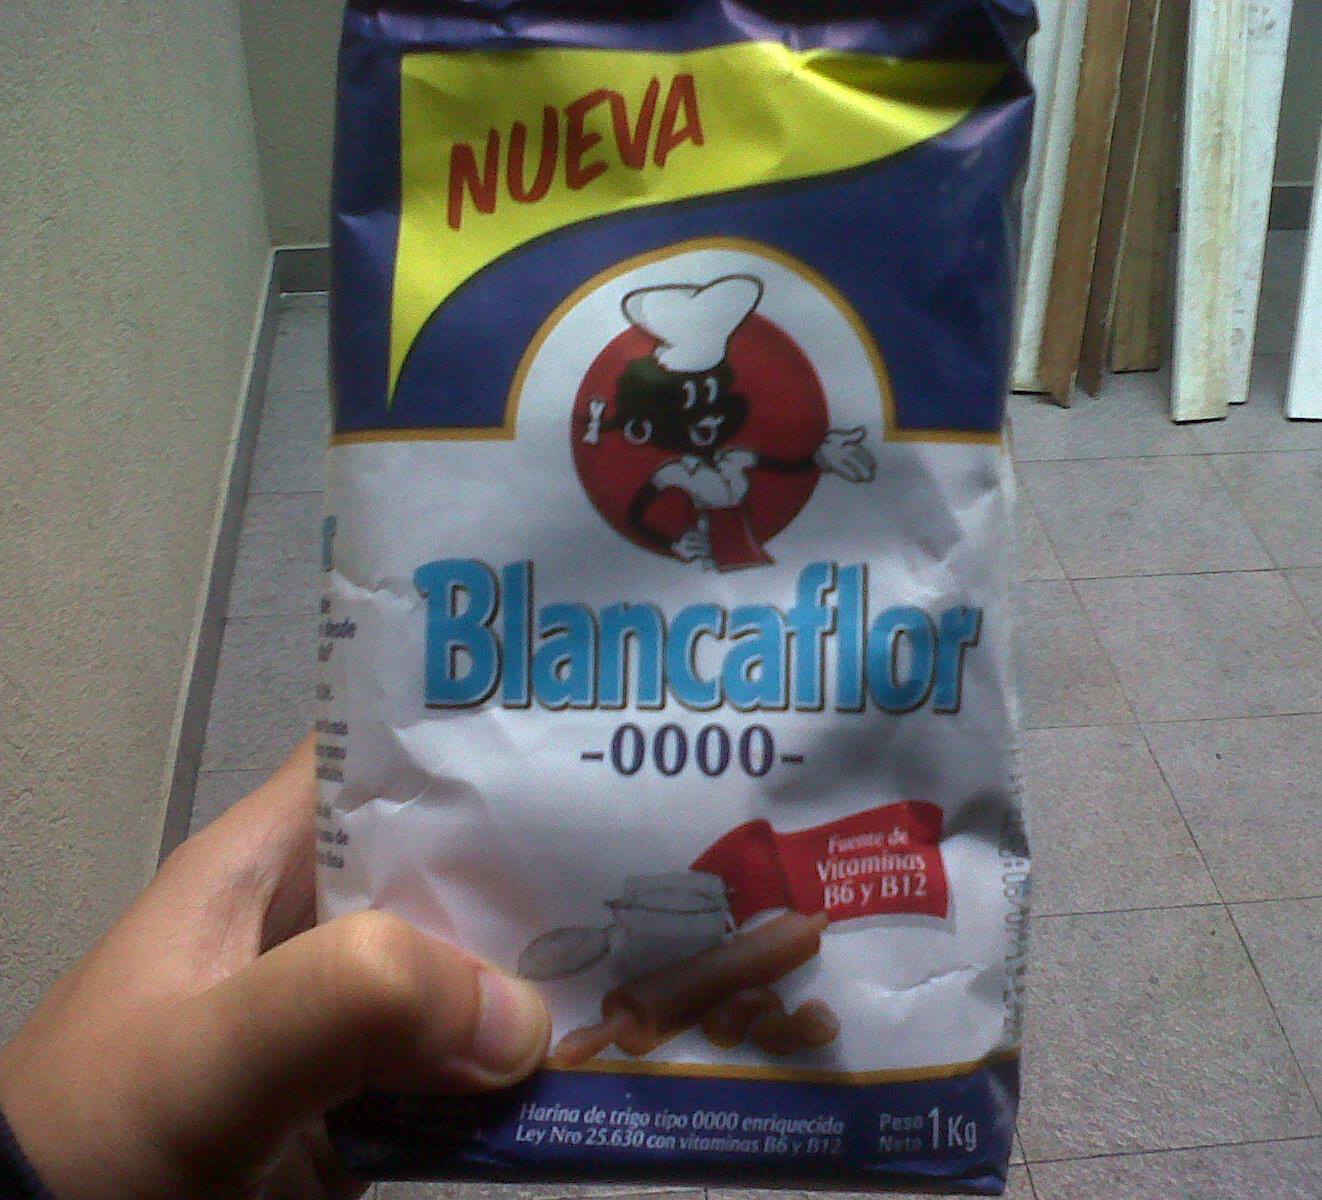 NUEVA
Blancaflor
-0000-
Fuente de
Vitaminas
B6 y B12
Harina de trigo tipo 0000 enriquecida
Ley Nro 25.630 con vitaminas B6 y B12
Peso
Neto 1 Kg
desde